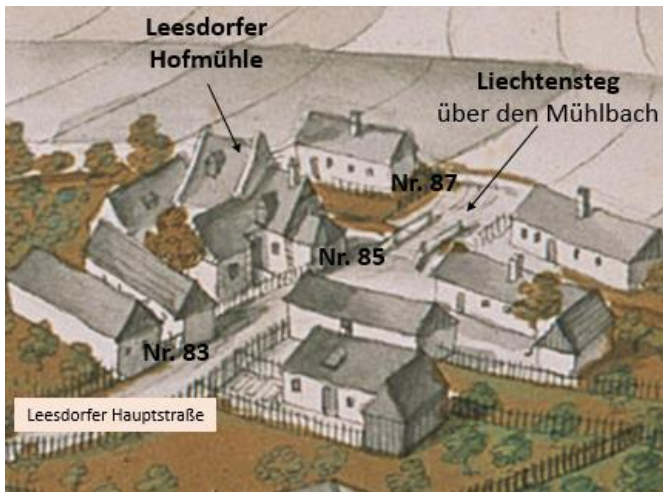 Leesdorfer
Hofmühle
Liechtensteg
über den Mühlbach
Nr. 87
Nr. 85
Nr. 83
Leesdorfer Hauptstraße